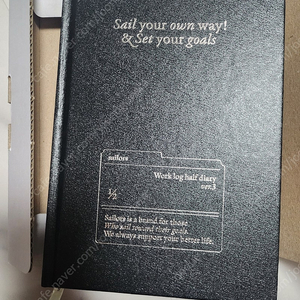 Sail your own way!
& Set your goals
sailors
Work log half diary
ver.3
½
Sailors is a brand for those
Who sail toward their goals.
We always support your better life.